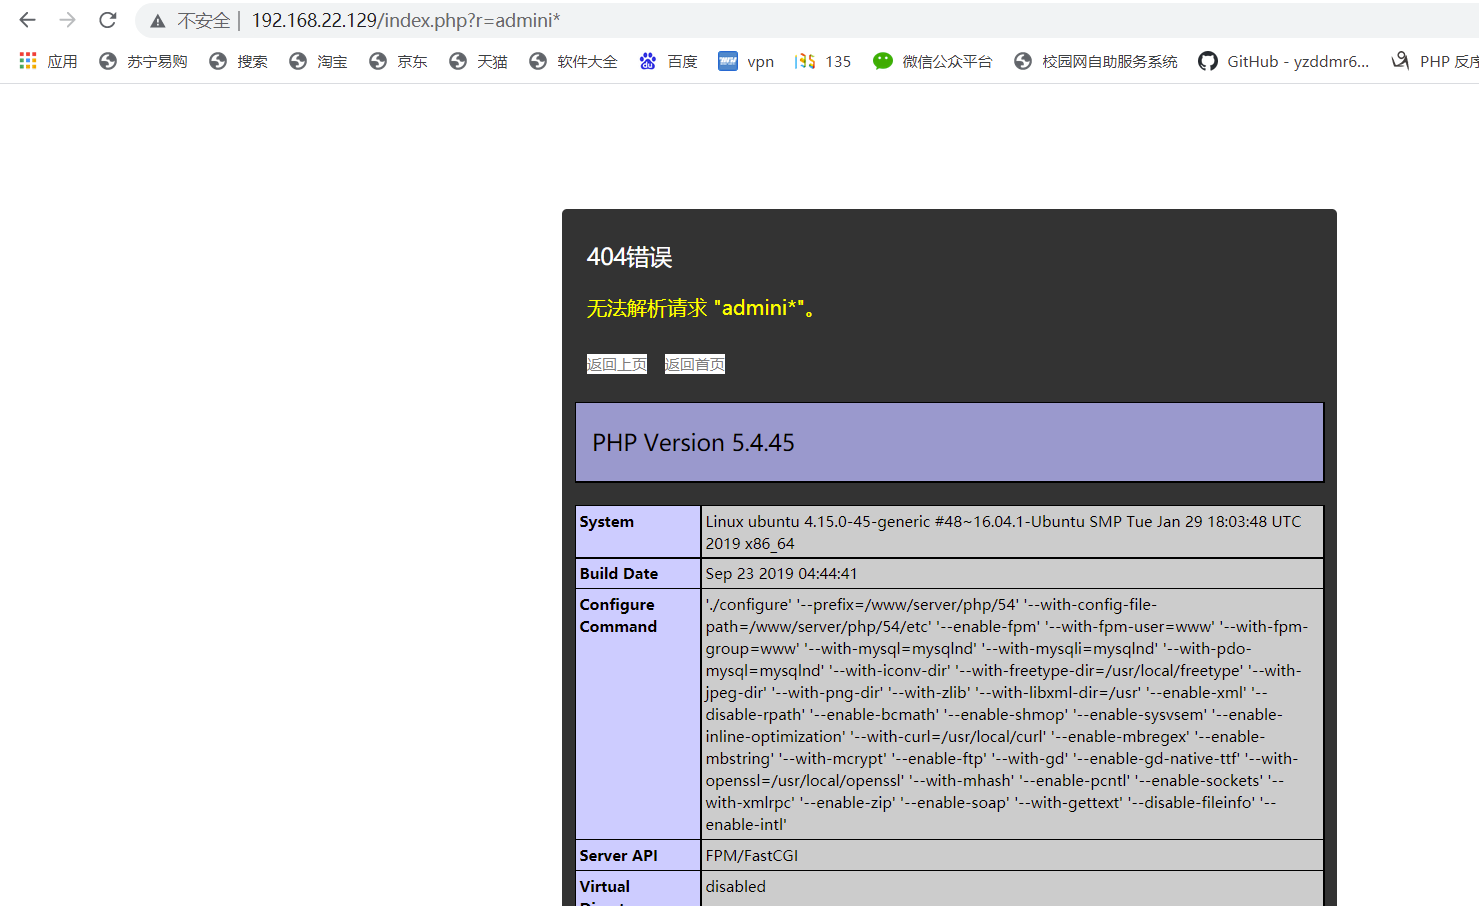 不安全 | 192.168.22.129/index.php?r=admini*
应用 苏宁易购 搜索 淘宝 京东 天猫 软件大全 百度 vpn 135 微信公众平台 校园网自助服务系统 GitHub - yzddmr6... PHP 反序
404错误
无法解析请求 "admini*"。
返回上页 返回首页
PHP Version 5.4.45
System Linux ubuntu 4.15.0-45-generic #48~16.04.1-Ubuntu SMP Tue Jan 29 18:03:48 UTC
2019 x86_64
Build Date Sep 23 2019 04:44:41
Configure './configure' '--prefix=/www/server/php/54' '--with-config-file-
Command path=/www/server/php/54/etc' '--enable-fpm' '--with-fpm-user=www' '--with-fpm-
group=www' '--with-mysql=mysqlnd' '--with-mysqli=mysqlnd' '--with-pdo-
mysql=mysqlnd' '--with-iconv-dir' '--with-freetype-dir=/usr/local/freetype' '--with-
jpeg-dir' '--with-png-dir' '--with-zlib' '--with-libxml-dir=/usr' '--enable-xml' '--
disable-rpath' '--enable-bcmath' '--enable-shmop' '--enable-sysvsem' '--enable-
inline-optimization' '--with-curl=/usr/local/curl' '--enable-mbregex' '--enable-
mbstring' '--with-mcrypt' '--enable-ftp' '--with-gd' '--enable-gd-native-ttf' '--with-
openssl=/usr/local/openssl' '--with-mhash' '--enable-pcntl' '--enable-sockets' '--
with-xmlrpc' '--enable-zip' '--enable-soap' '--with-gettext' '--disable-fileinfo' '--
enable-intl'
Server API FPM/FastCGI
Virtual disabled